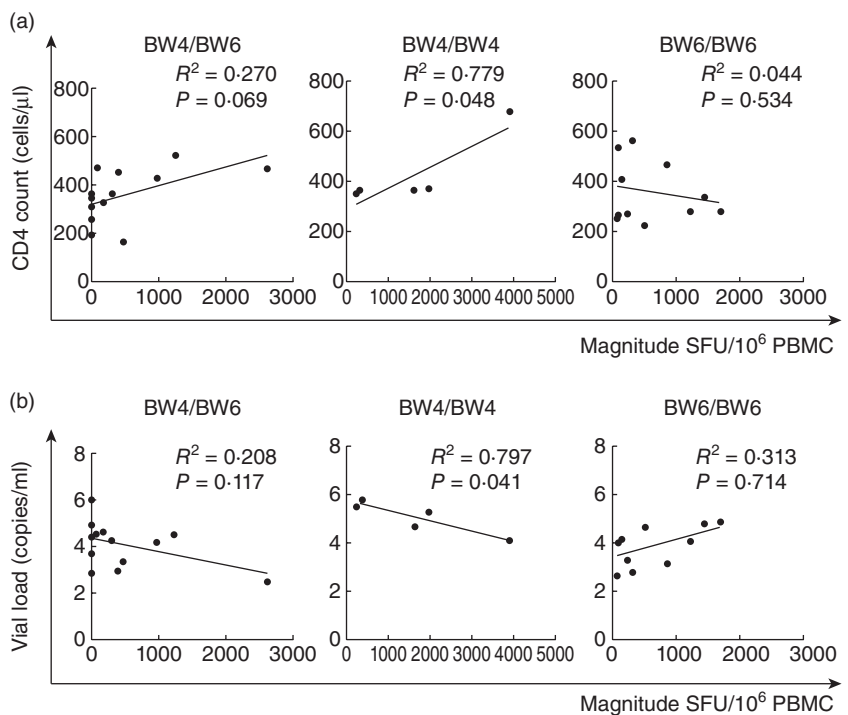 (a)
BW4/BW6
BW4/BW4
BW6/BW6
R² = 0·270
P = 0·069
R² = 0·779
P = 0·048
R² = 0·044
P = 0·534
CD4 count (cells/µl)
800
600
400
200
0
0 1000 2000 3000
800
600
400
200
0
0 1000 2000 3000 4000 5000
800
600
400
200
0
0 1000 2000 3000
Magnitude SFU/10⁶ PBMC
(b)
BW4/BW6
BW4/BW4
BW6/BW6
R² = 0·208
P = 0·117
R² = 0·797
P = 0·041
R² = 0·313
P = 0·714
Vial load (copies/ml)
8
6
4
2
0
0 1000 2000 3000
8
6
4
2
0
0 1000 2000 3000 4000 5000
8
6
4
2
0
0 1000 2000 3000
Magnitude SFU/10⁶ PBMC